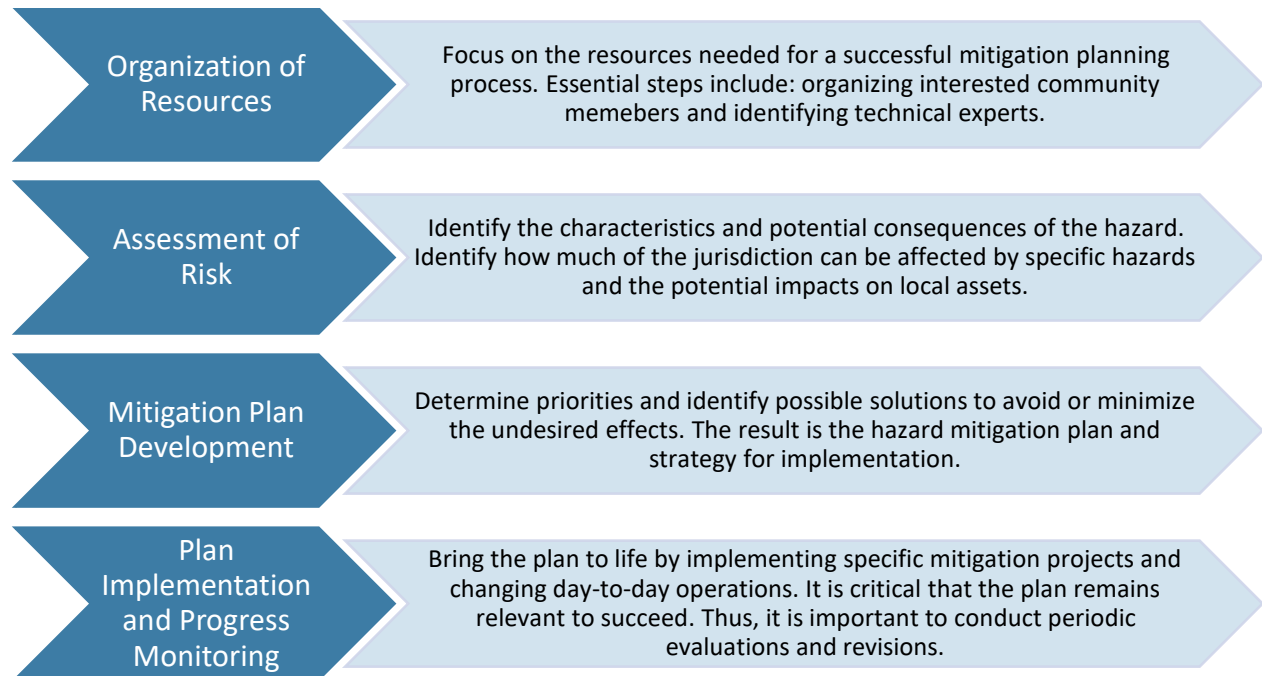 Organization of
Resources
Focus on the resources needed for a successful mitigation planning
process. Essential steps include: organizing interested community
memebers and identifying technical experts.
Assessment of
Risk
Identify the characteristics and potential consequences of the hazard.
Identify how much of the jurisdiction can be affected by specific hazards
and the potential impacts on local assets.
Mitigation Plan
Development
Determine priorities and identify possible solutions to avoid or minimize
the undesired effects. The result is the hazard mitigation plan and
strategy for implementation.
Plan
Implementation
and Progress
Monitoring
Bring the plan to life by implementing specific mitigation projects and
changing day-to-day operations. It is critical that the plan remains
relevant to succeed. Thus, it is important to conduct periodic
evaluations and revisions.